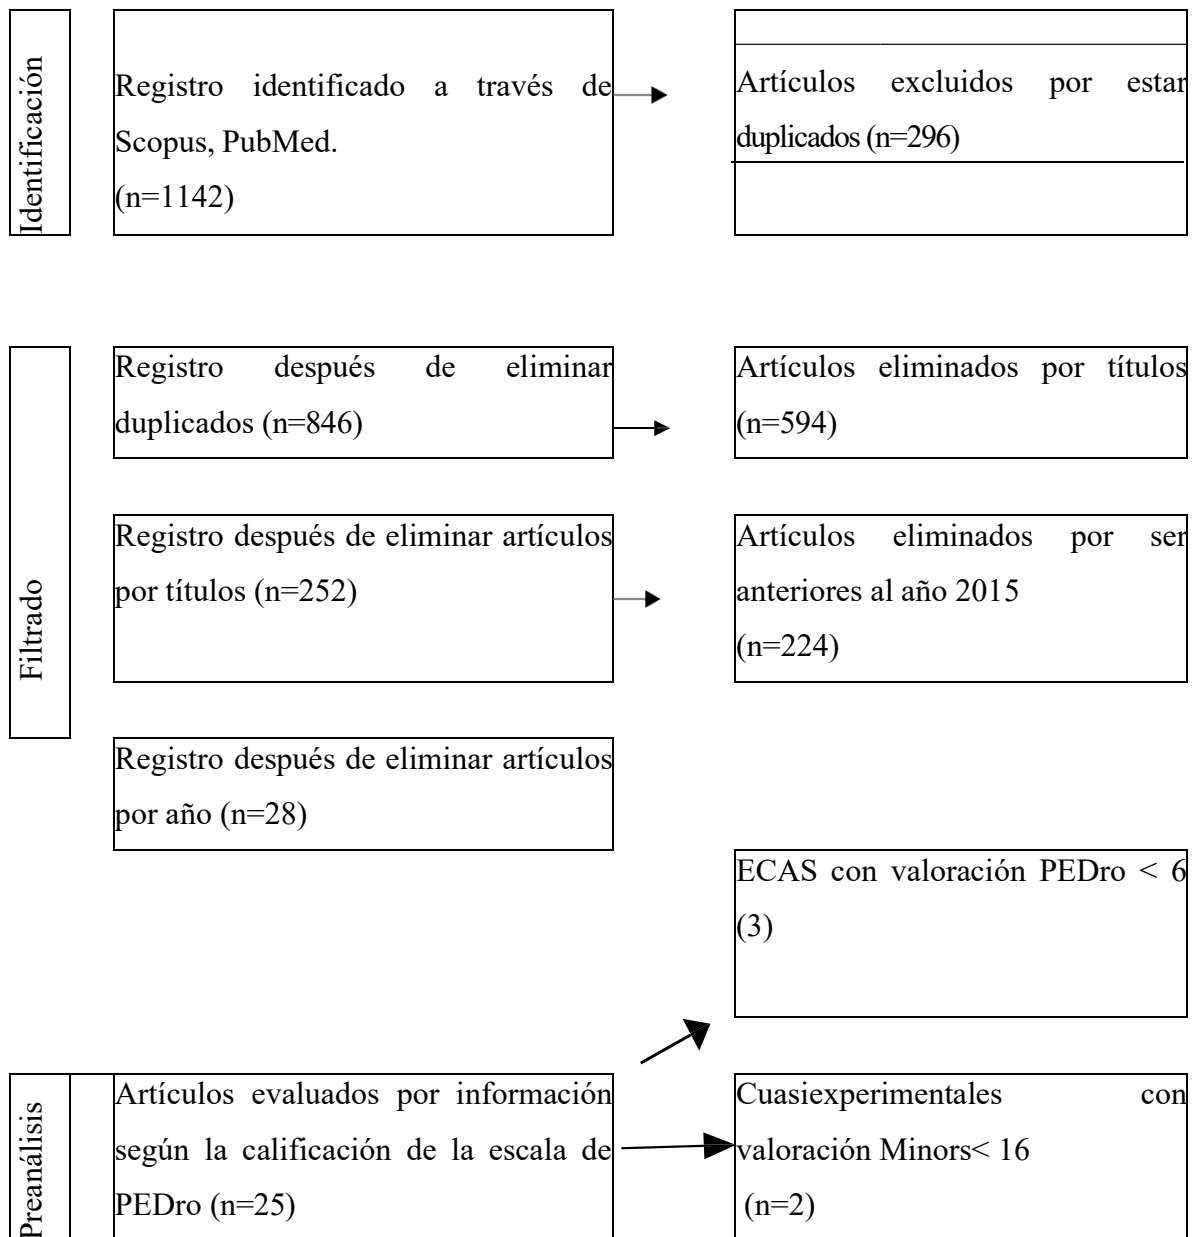 Identificación
Registro identificado a través de
Scopus, PubMed.
(n=1142)
Artículos excluidos por estar
duplicados (n=296)
Filtrado
Registro después de eliminar
duplicados (n=846)
Artículos eliminados por títulos
(n=594)
Registro después de eliminar artículos
por títulos (n=252)
Artículos eliminados por ser
anteriores al año 2015
(n=224)
Registro después de eliminar artículos
por año (n=28)
ECAS con valoración PEDro < 6
(3)
Preanálisis
Artículos evaluados por información
según la calificación de la escala de
PEDro (n=25)
Cuasiexperimentales con
valoración Minors< 16
(n=2)